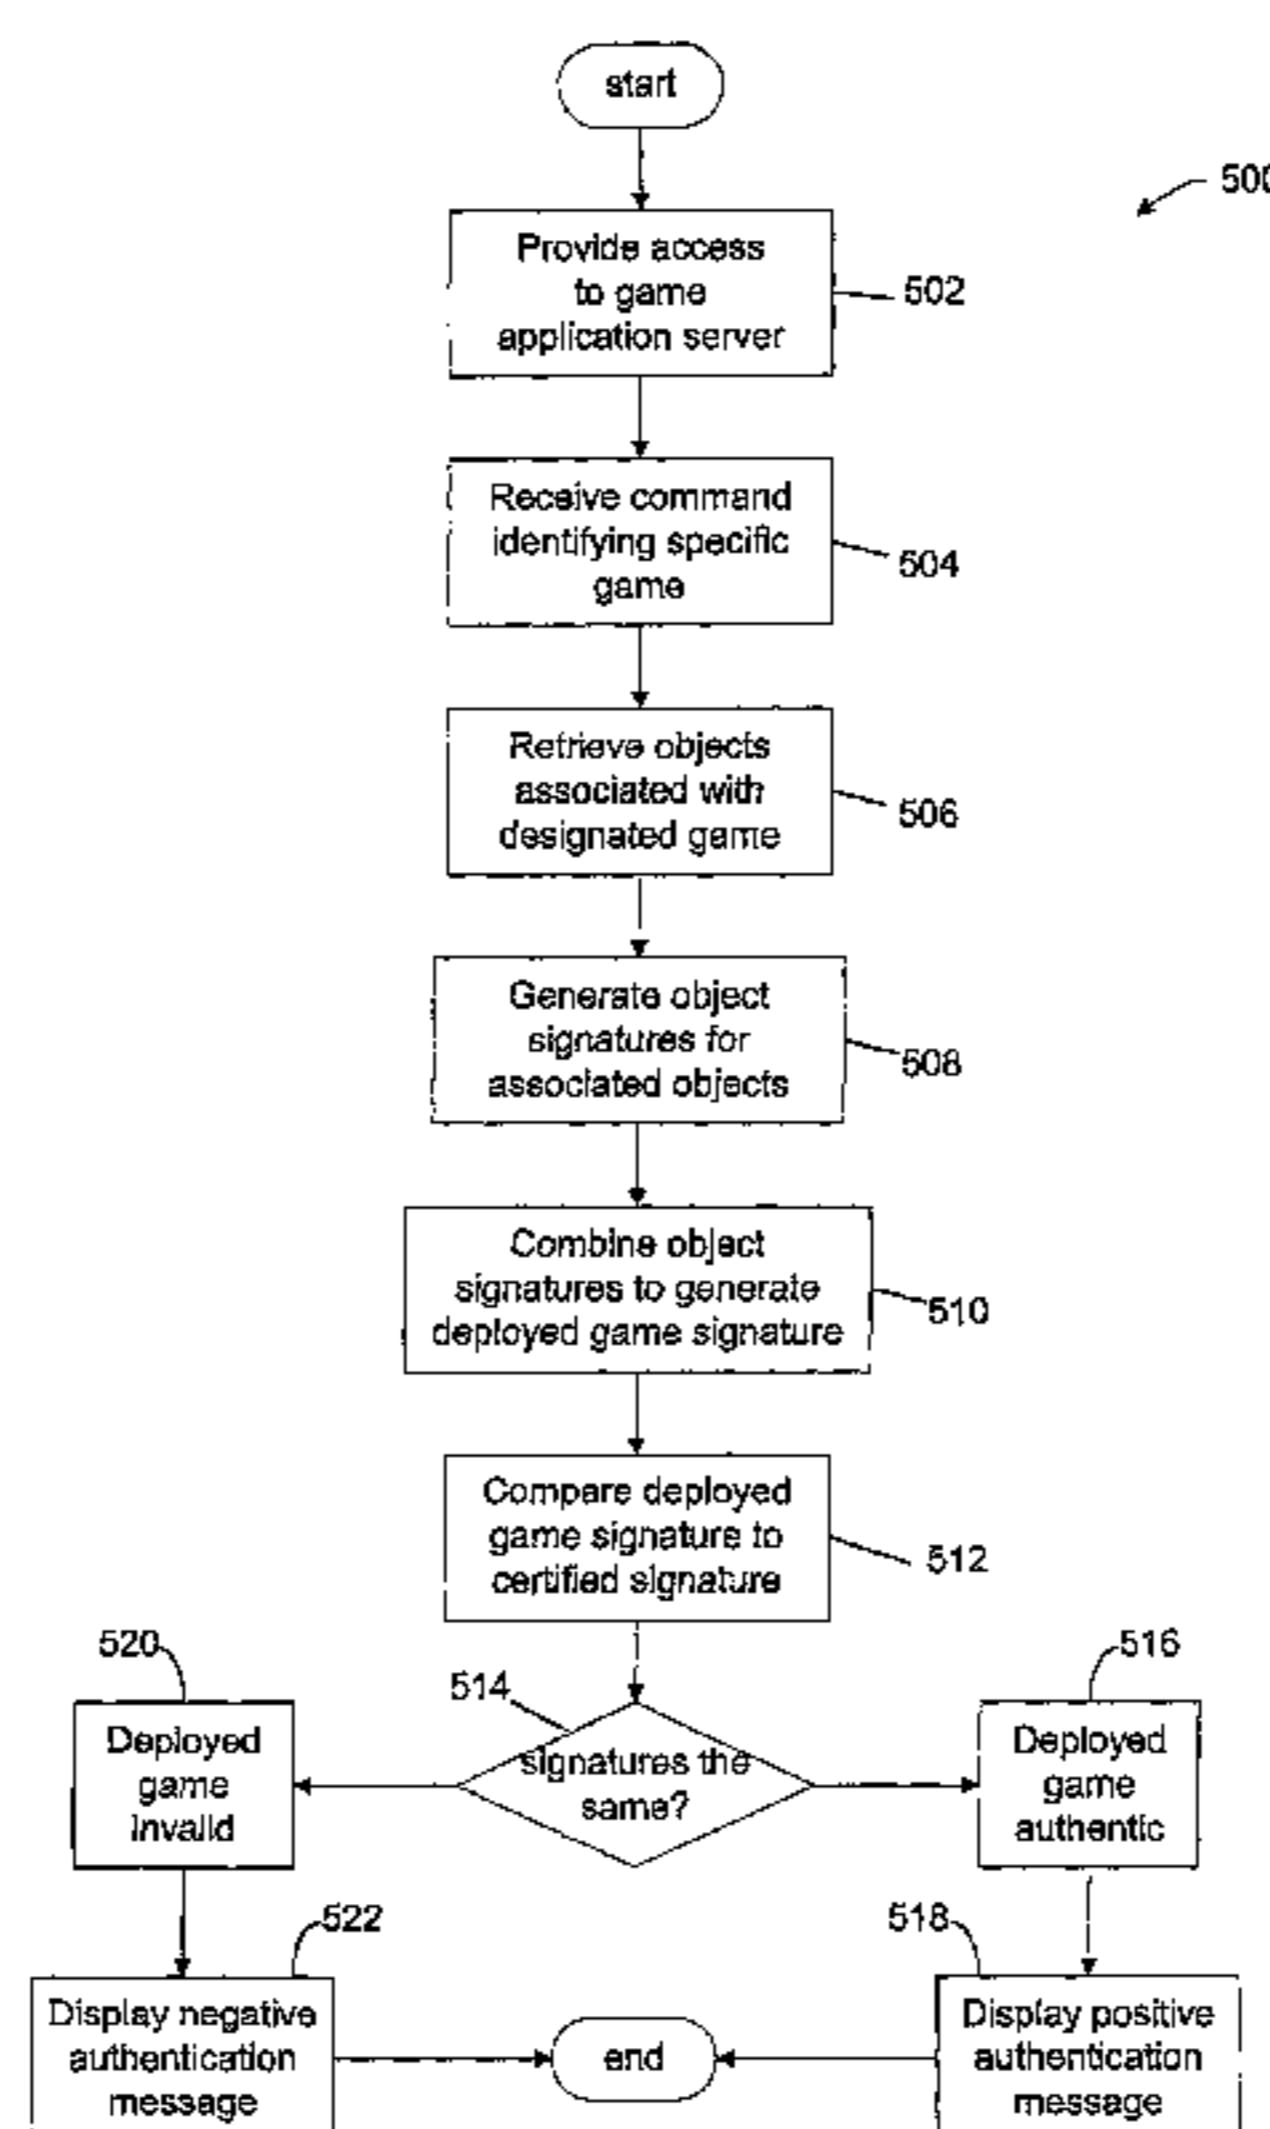 start
500
Provide access
to game
application server
502
Receive command
identifying specific
game
504
Retrieve objects
associated with
designated game
506
Generate object
signatures for
associated objects
508
Combine object
signatures to generate
deployed game signature
510
Compare deployed
game signature to
certified signature
512
520
514
516
Deployed
game
invalid
signatures the
same?
Deployed
game
authentic
522
518
Display negative
authentication
message
end
Display positive
authentication
message